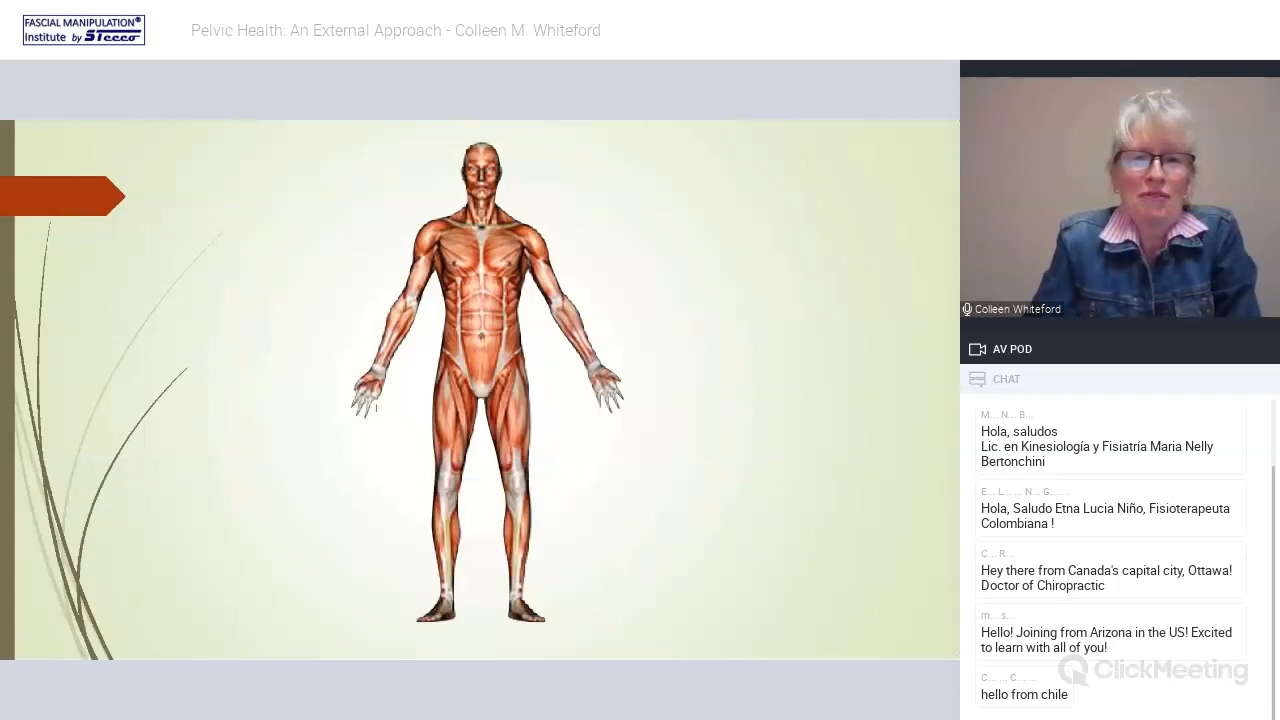 FASCIAL MANIPULATION®
Institute by Stecco
Pelvic Health: An External Approach - Colleen M. Whiteford
Colleen Whiteford
AV POD
CHAT
M... N... B...
Hola, saludos
Lic. en Kinesiología y Fisiatría Maria Nelly
Bertonchini
E... L... ... N... G... ...
Hola, Saludo Etna Lucia Niño, Fisioterapeuta
Colombiana !
C... R...
Hey there from Canada's capital city, Ottawa!
Doctor of Chiropractic
m... s...
Hello! Joining from Arizona in the US! Excited
to learn with all of you!
C... ... C... ...
hello from chile
ClickMeeting